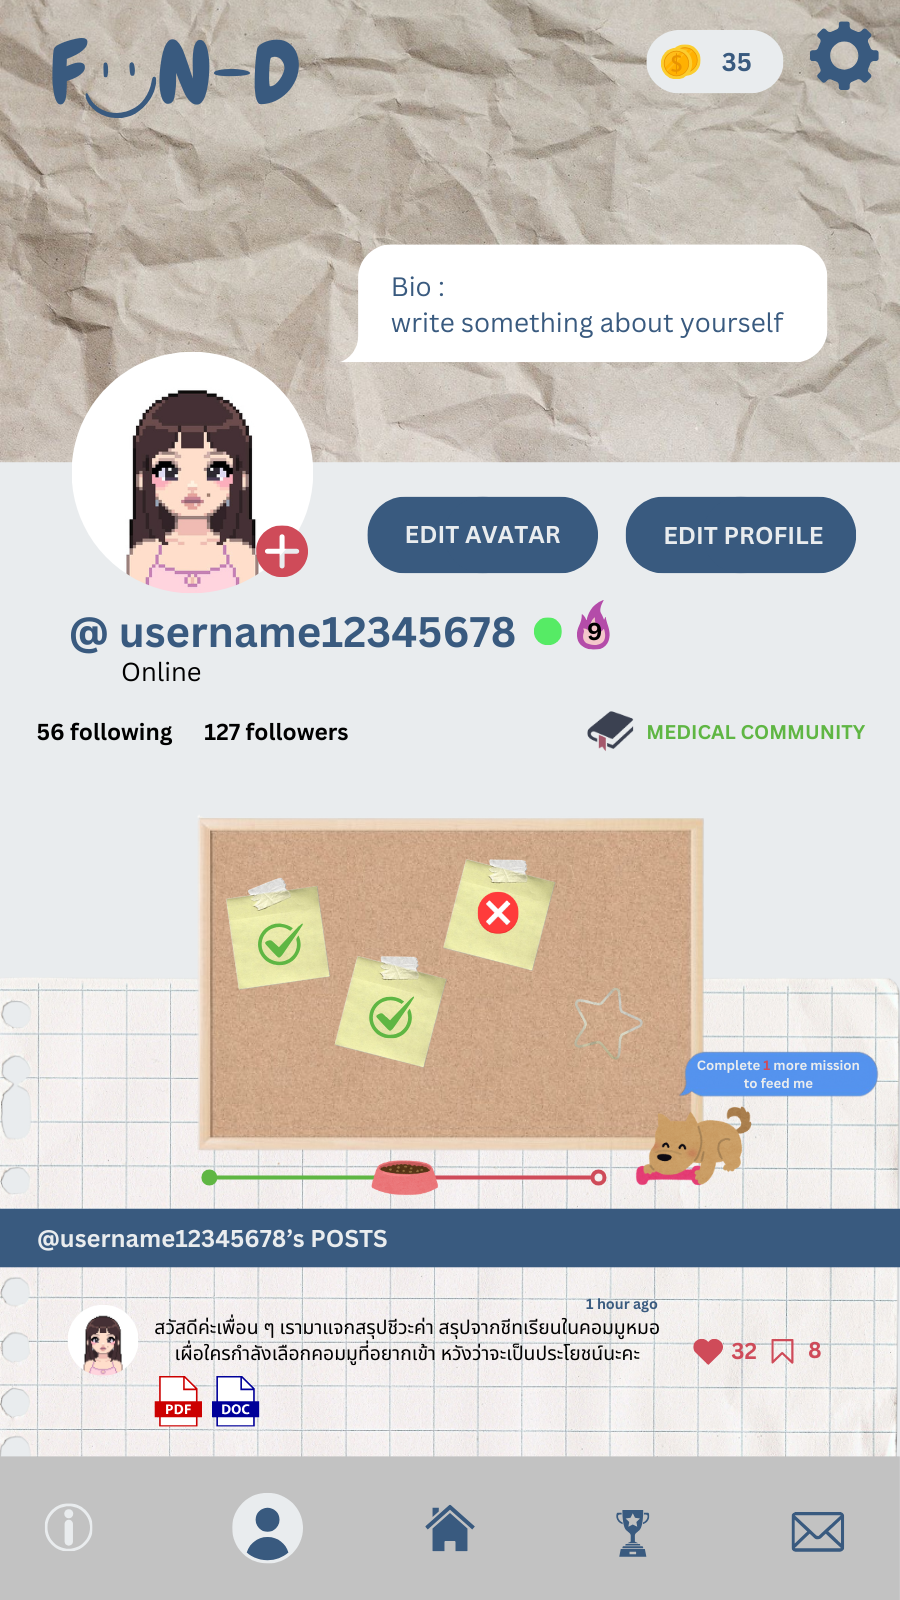 FUN-D
35
Bio :
write something about yourself
EDIT AVATAR
EDIT PROFILE
@ username12345678
9
Online
56 following
127 followers
MEDICAL COMMUNITY
Complete 1 more mission
to feed me
@username12345678’s POSTS
1 hour ago
สวัสดีค่ะเพื่อน ๆ เรามาแจกสรุปชีวะค่า สรุปจากชีทเรียนในคอมมูหมอ
เผื่อใครกำลังเลือกคอมมูที่อยากเข้า หวังว่าจะเป็นประโยชน์นะคะ
32
8
PDF
DOC